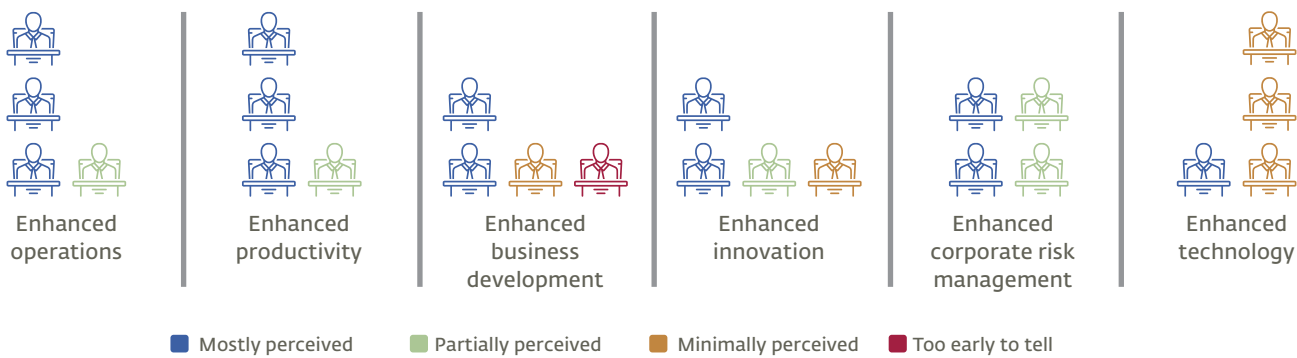 Enhanced
operations
Enhanced
productivity
Enhanced
business
development
Enhanced
innovation
Enhanced
corporate risk
management
Enhanced
technology
Mostly perceived
Partially perceived
Minimally perceived
Too early to tell